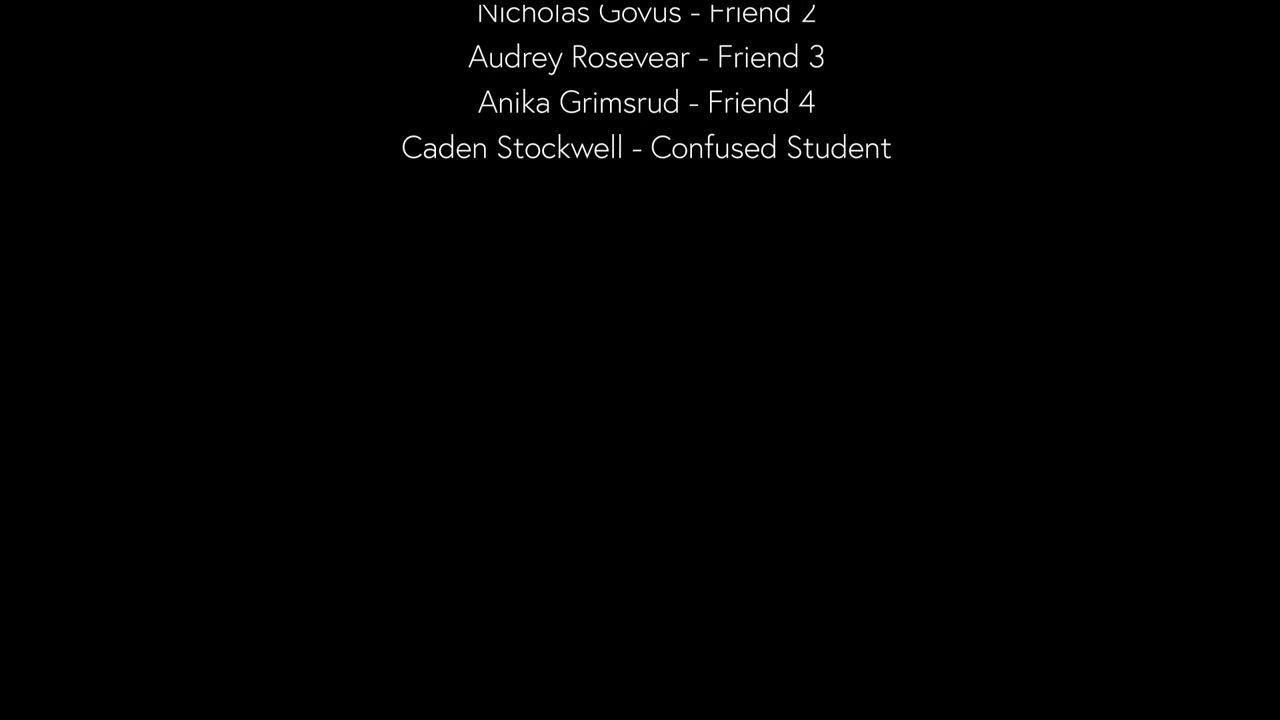 Nicholas Govus - Friend 2
Audrey Rosevear - Friend 3
Anika Grimsrud - Friend 4
Caden Stockwell - Confused Student